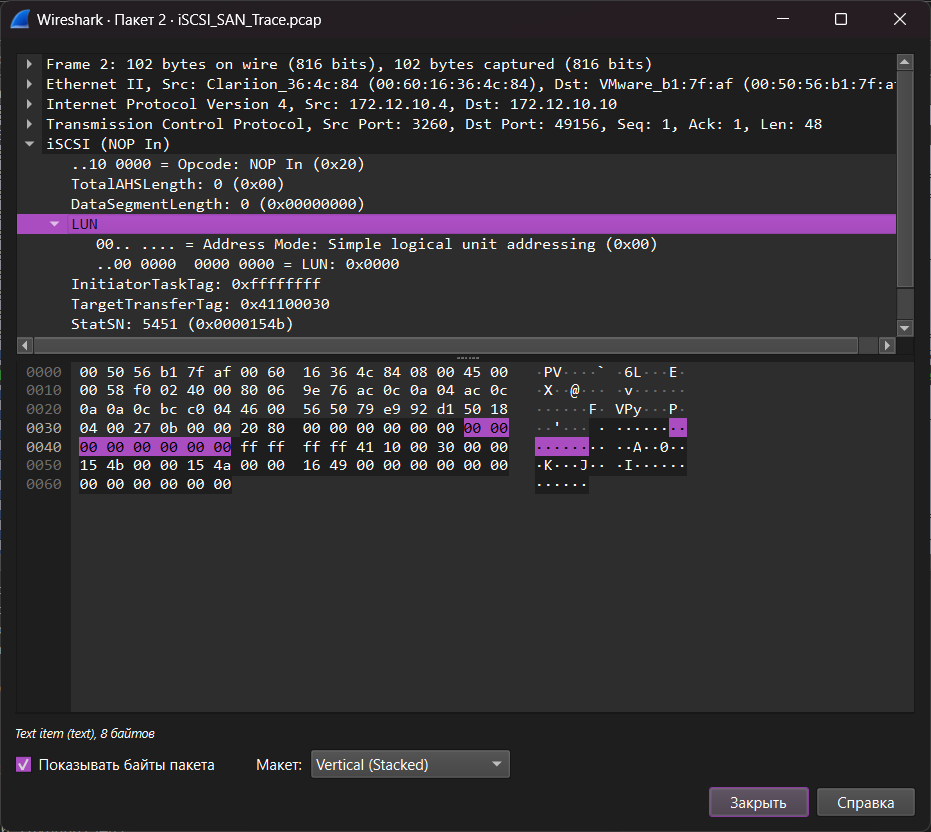 Wireshark · Пакет 2 · iSCSI_SAN_Trace.pcap
Frame 2: 102 bytes on wire (816 bits), 102 bytes captured (816 bits)
Ethernet II, Src: Clariion_36:4c:84 (00:60:16:36:4c:84), Dst: VMware_b1:7f:af (00:50:56:b1:7f:a
Internet Protocol Version 4, Src: 172.12.10.4, Dst: 172.12.10.10
Transmission Control Protocol, Src Port: 3260, Dst Port: 49156, Seq: 1, Ack: 1, Len: 48
iSCSI (NOP In)
..10 0000 = Opcode: NOP In (0x20)
TotalAHSLength: 0 (0x00)
DataSegmentLength: 0 (0x00000000)
LUN
00.. .... = Address Mode: Simple logical unit addressing (0x00)
..00 0000  0000 0000 = LUN: 0x0000
InitiatorTaskTag: 0xffffffff
TargetTransferTag: 0x41100030
StatSN: 5451 (0x0000154b)
0000 00 50 56 b1 7f af 00 60 16 36 4c 84 08 00 45 00 ·PV····` ·6L···E·
0010 00 58 f0 02 40 00 80 06 9e 76 ac 0c 0a 04 ac 0c ·X··@··· ·v······
0020 0a 0a 0c bc c0 04 46 00 56 50 79 e9 92 d1 50 18 ······F· VPy···P·
0030 04 00 27 0b 00 00 20 80 00 00 00 00 00 00 00 00 ··'··· · ········
0040 00 00 00 00 00 00 ff ff ff ff 41 10 00 30 00 00 ········ ··A··0··
0050 15 4b 00 00 15 4a 00 00 16 49 00 00 00 00 00 00 ·K···J·· ·I······
0060 00 00 00 00 00 00 ······
Text item (text), 8 байтов
Показывать байты пакета Макет: Vertical (Stacked)
Закрыть Справка